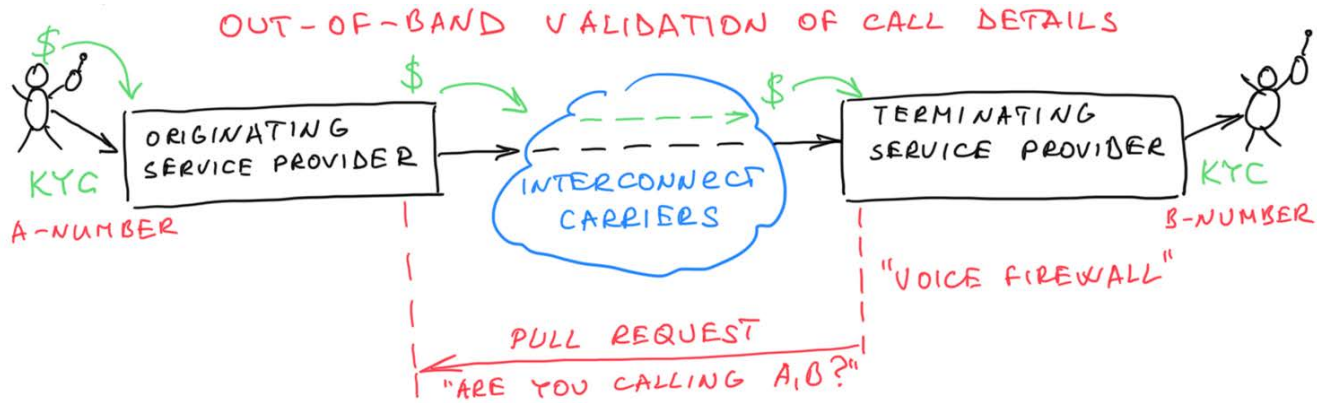 OUT-OF-BAND VALIDATION OF CALL DETAILS
$
$
$
ORIGINATING
SERVICE PROVIDER
TERMINATING
SERVICE PROVIDER
INTERCONNECT
CARRIERS
KYC
KYC
A-NUMBER
B-NUMBER
"VOICE FIREWALL"
PULL REQUEST
"ARE YOU CALLING A,B?"